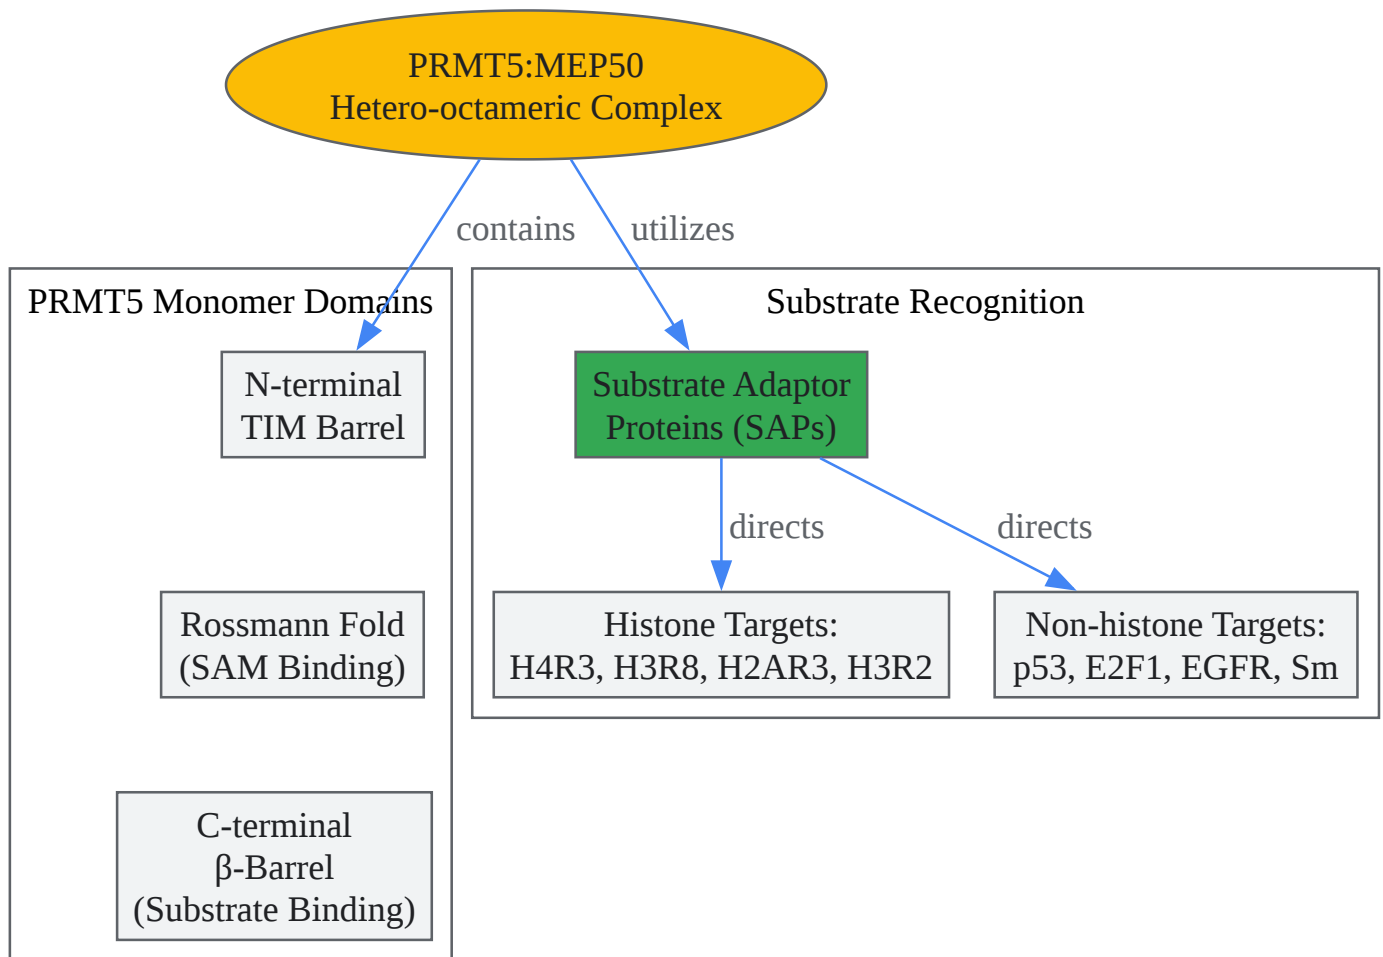 PRMT5:MEP50
Hetero-octameric Complex
contains
utilizes
PRMT5 Monomer Domains
N-terminal
TIM Barrel
Rossmann Fold
(SAM Binding)
C-terminal
β-Barrel
(Substrate Binding)
Substrate Recognition
Substrate Adaptor
Proteins (SAPs)
directs
directs
Histone Targets:
H4R3, H3R8, H2AR3, H3R2
Non-histone Targets:
p53, E2F1, EGFR, Sm